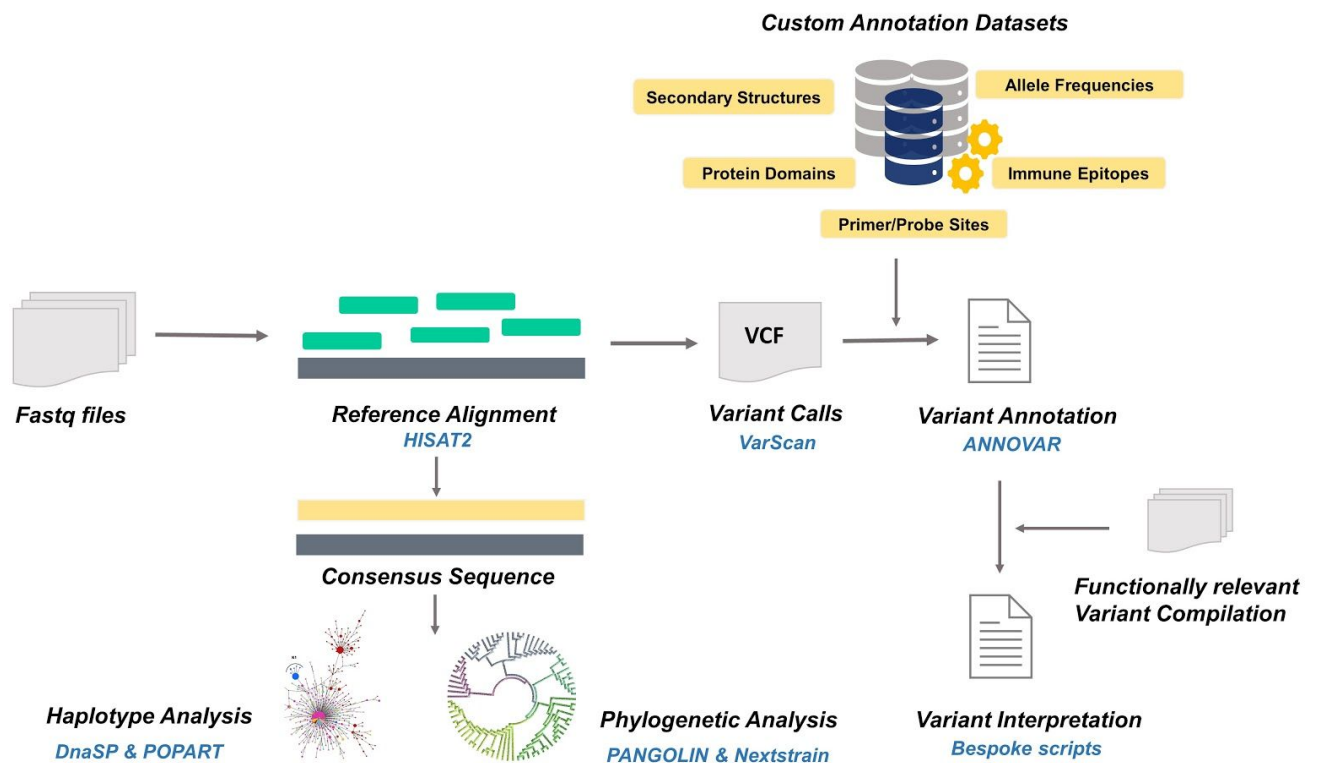 Custom Annotation Datasets
Secondary Structures
Allele Frequencies
Protein Domains
Immune Epitopes
Primer/Probe Sites
VCF
Fastq files
Reference Alignment
HISAT2
Variant Calls
VarScan
Variant Annotation
ANNOVAR
Consensus Sequence
Functionally relevant
Variant Compilation
Haplotype Analysis
DnaSP & POPART
Phylogenetic Analysis
PANGOLIN & Nextstrain
Variant Interpretation
Bespoke scripts